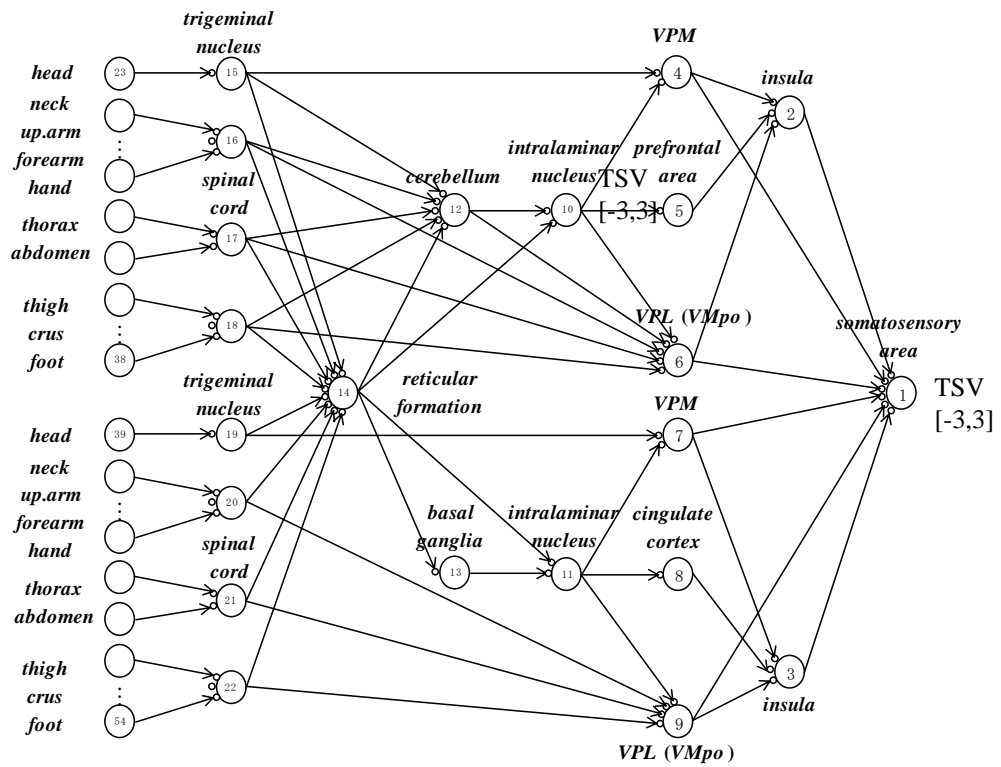 trigeminal
nucleus
VPM
head
23
15
4
insula
neck
2
up.arm
16
forearm
intralaminar
prefrontal
hand
spinal
cerebellum
nucleus
TSV
area
cord
[-3,3]
thorax
12
10
5
abdomen
17
thigh
VPL (VMpo)
crus
18
somatosensory
foot
38
6
area
trigeminal
reticular
1
TSV
nucleus
14
formation
VPM
[-3,3]
head
39
19
7
neck
up.arm
20
basal
intralaminar
cingulate
forearm
ganglia
nucleus
cortex
hand
spinal
cord
13
11
8
thorax
21
abdomen
thigh
22
3
crus
insula
foot
54
9
VPL (VMpo)